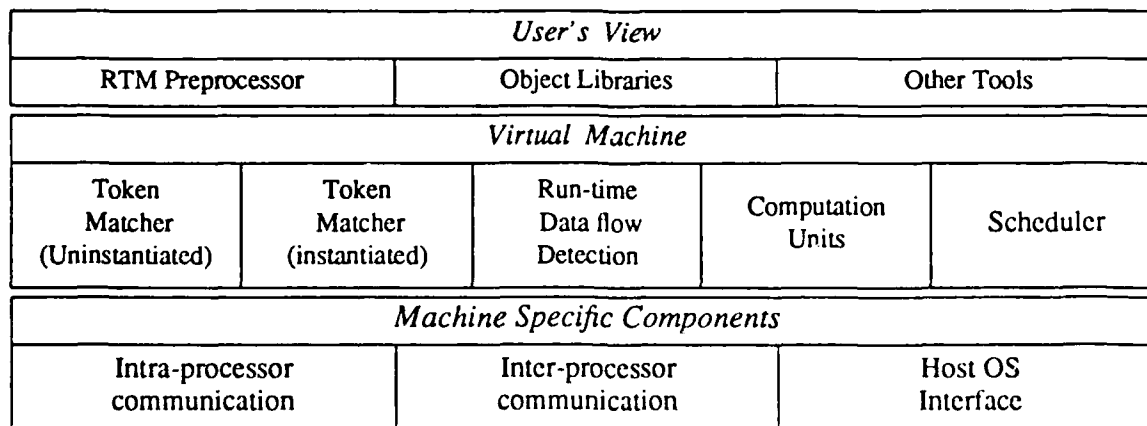 User's View
RTM Preprocessor
Object Libraries
Other Tools
Virtual Machine
Token
Matcher
(Uninstantiated)
Token
Matcher
(instantiated)
Run-time
Data flow
Detection
Computation
Units
Scheduler
Machine Specific Components
Intra-processor
communication
Inter-processor
communication
Host OS
Interface